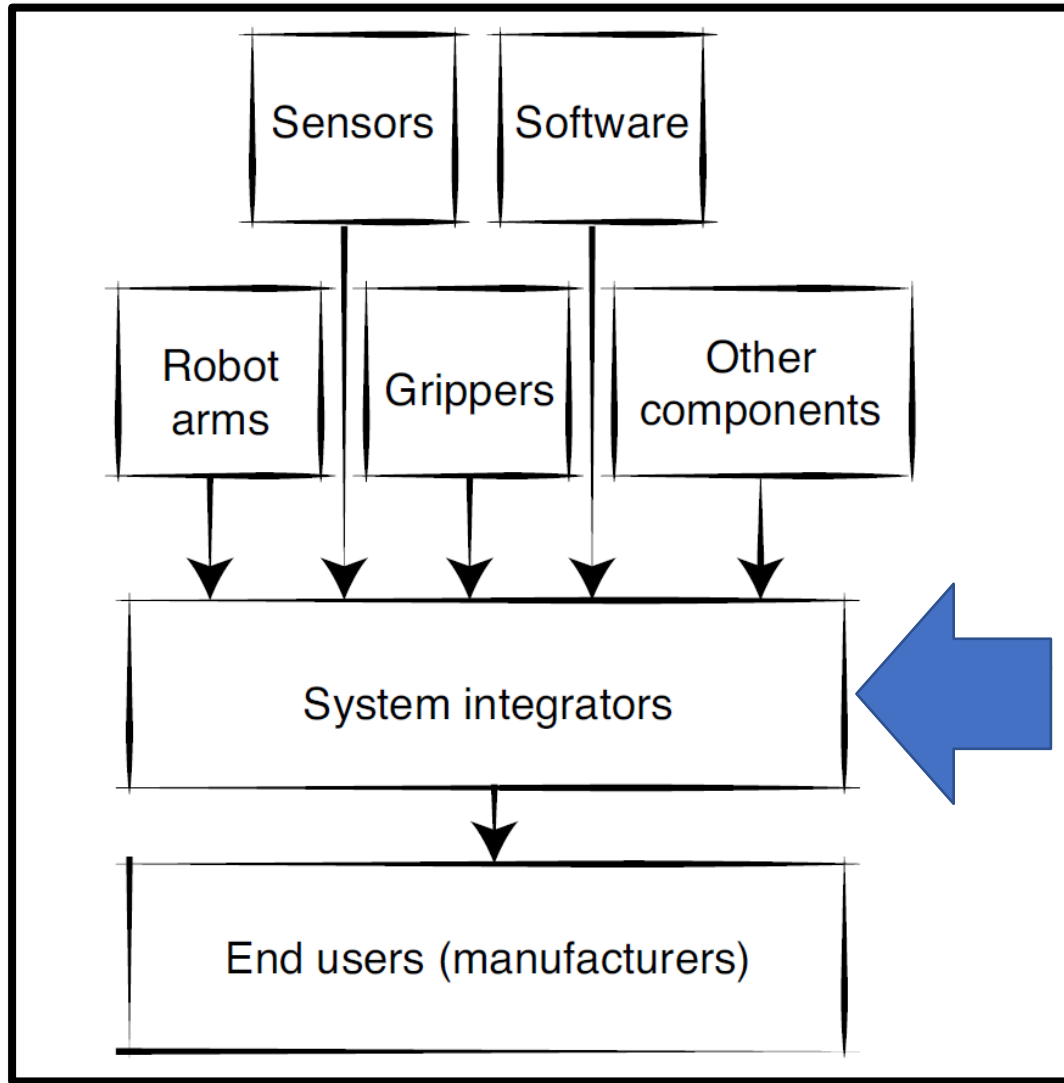 Sensors
Software
Robot
arms
Grippers
Other
components
System integrators
End users (manufacturers)